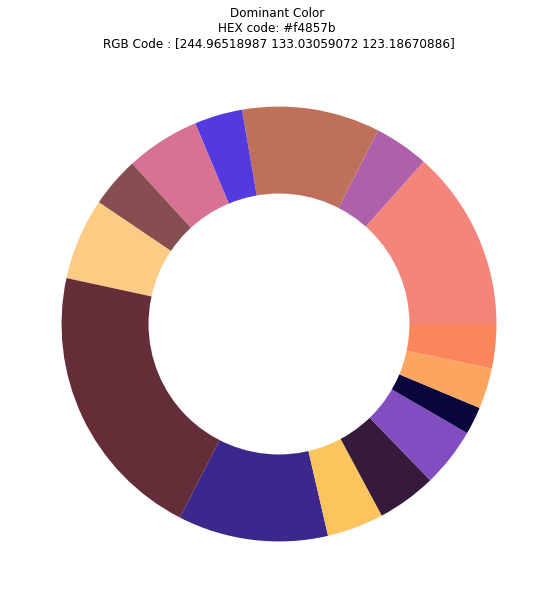 Dominant Color
HEX code: #f4857b
RGB Code : [244.96518987 133.03059072 123.18670886]